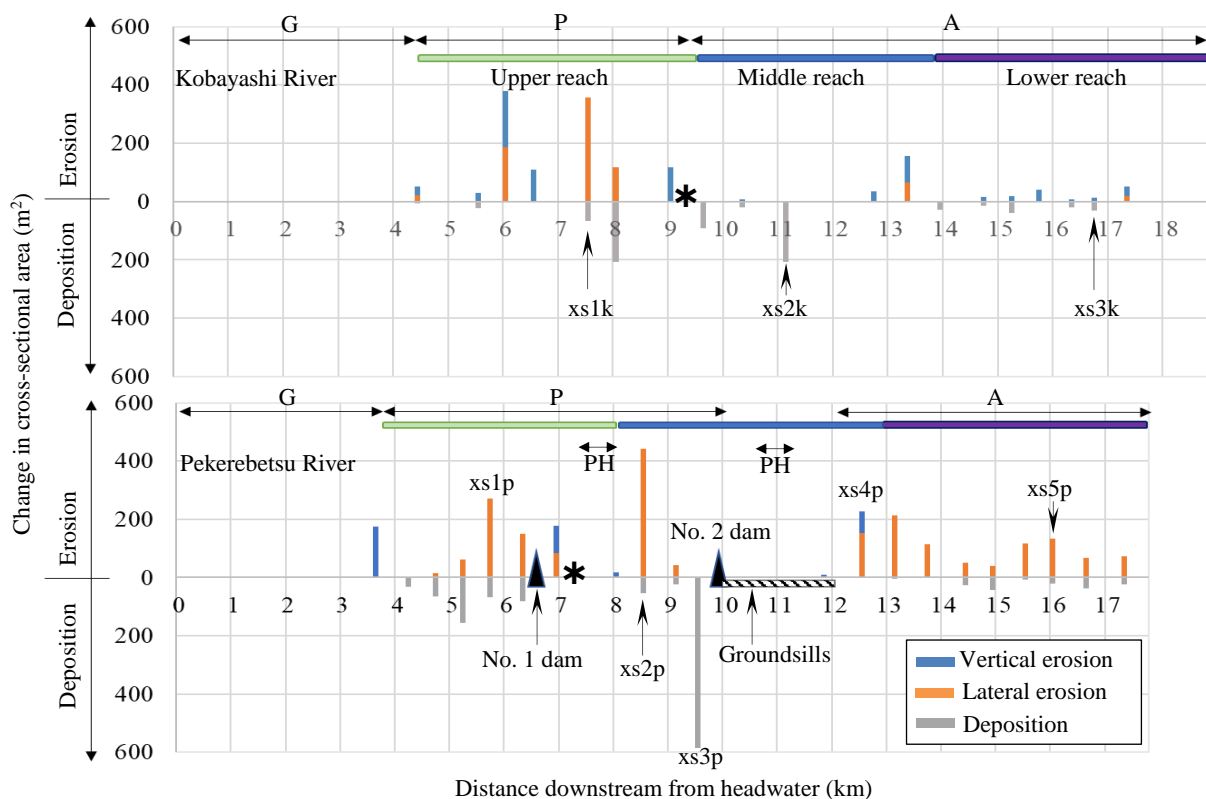 Change in cross-sectional area (m²)
600
400
200
0
200
400
600
Erosion
Deposition
G
P
A
Kobayashi River
Upper reach
Middle reach
Lower reach
*
0 1 2 3 4 5 6 7 8 9 10 11 12 13 14 15 16 17 18
xs1k
xs2k
xs3k
600
400
200
0
200
400
600
Erosion
Deposition
G
P
A
Pekerebetsu River
PH
PH
xs1p
xs4p
xs5p
No. 2 dam
*
0 1 2 3 4 5 6 7 8 9 10 11 12 13 14 15 16 17
No. 1 dam
xs2p
Groundsills
xs3p
Vertical erosion
Lateral erosion
Deposition
Distance downstream from headwater (km)